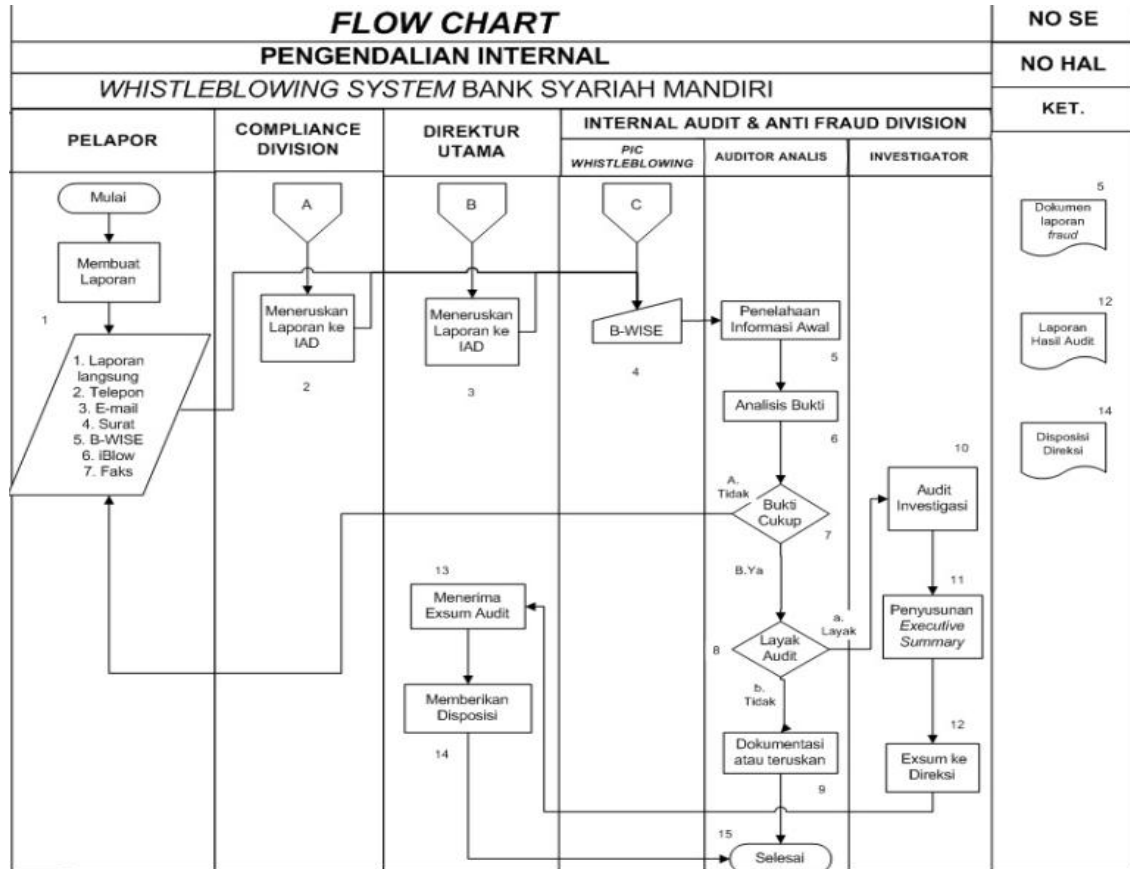 FLOW CHART
NO SE
PENGENDALIAN INTERNAL
NO HAL
WHISTLEBLOWING SYSTEM BANK SYARIAH MANDIRI
KET.
PELAPOR
COMPLIANCE
DIVISION
DIREKTUR
UTAMA
INTERNAL AUDIT & ANTI FRAUD DIVISION
PIC
WHISTLEBLOWING
AUDITOR ANALIS
INVESTIGATOR
Mulai
Membuat
Laporan
1
1. Laporan
langsung
2. Telepon
3. E-mail
4. Surat
5. B-WISE
6. iBlow
7. Faks
A
Meneruskan
Laporan ke
IAD
2
B
Meneruskan
Laporan ke
IAD
3
13
Menerima
Exsum Audit
Memberikan
Disposisi
14
C
B-WISE
4
Penelahaan
Informasi Awal
5
Analisis Bukti
6
A.
Tidak
Bukti
Cukup
7
B.Ya
8
Layak
Audit
a.
Layak
b.
Tidak
Dokumentasi
atau teruskan
9
15
Selesai
10
Audit
Investigasi
11
Penyusunan
Executive
Summary
12
Exsum ke
Direksi
5
Dokumen
laporan
fraud
12
Laporan
Hasil Audit
14
Disposisi
Direksi